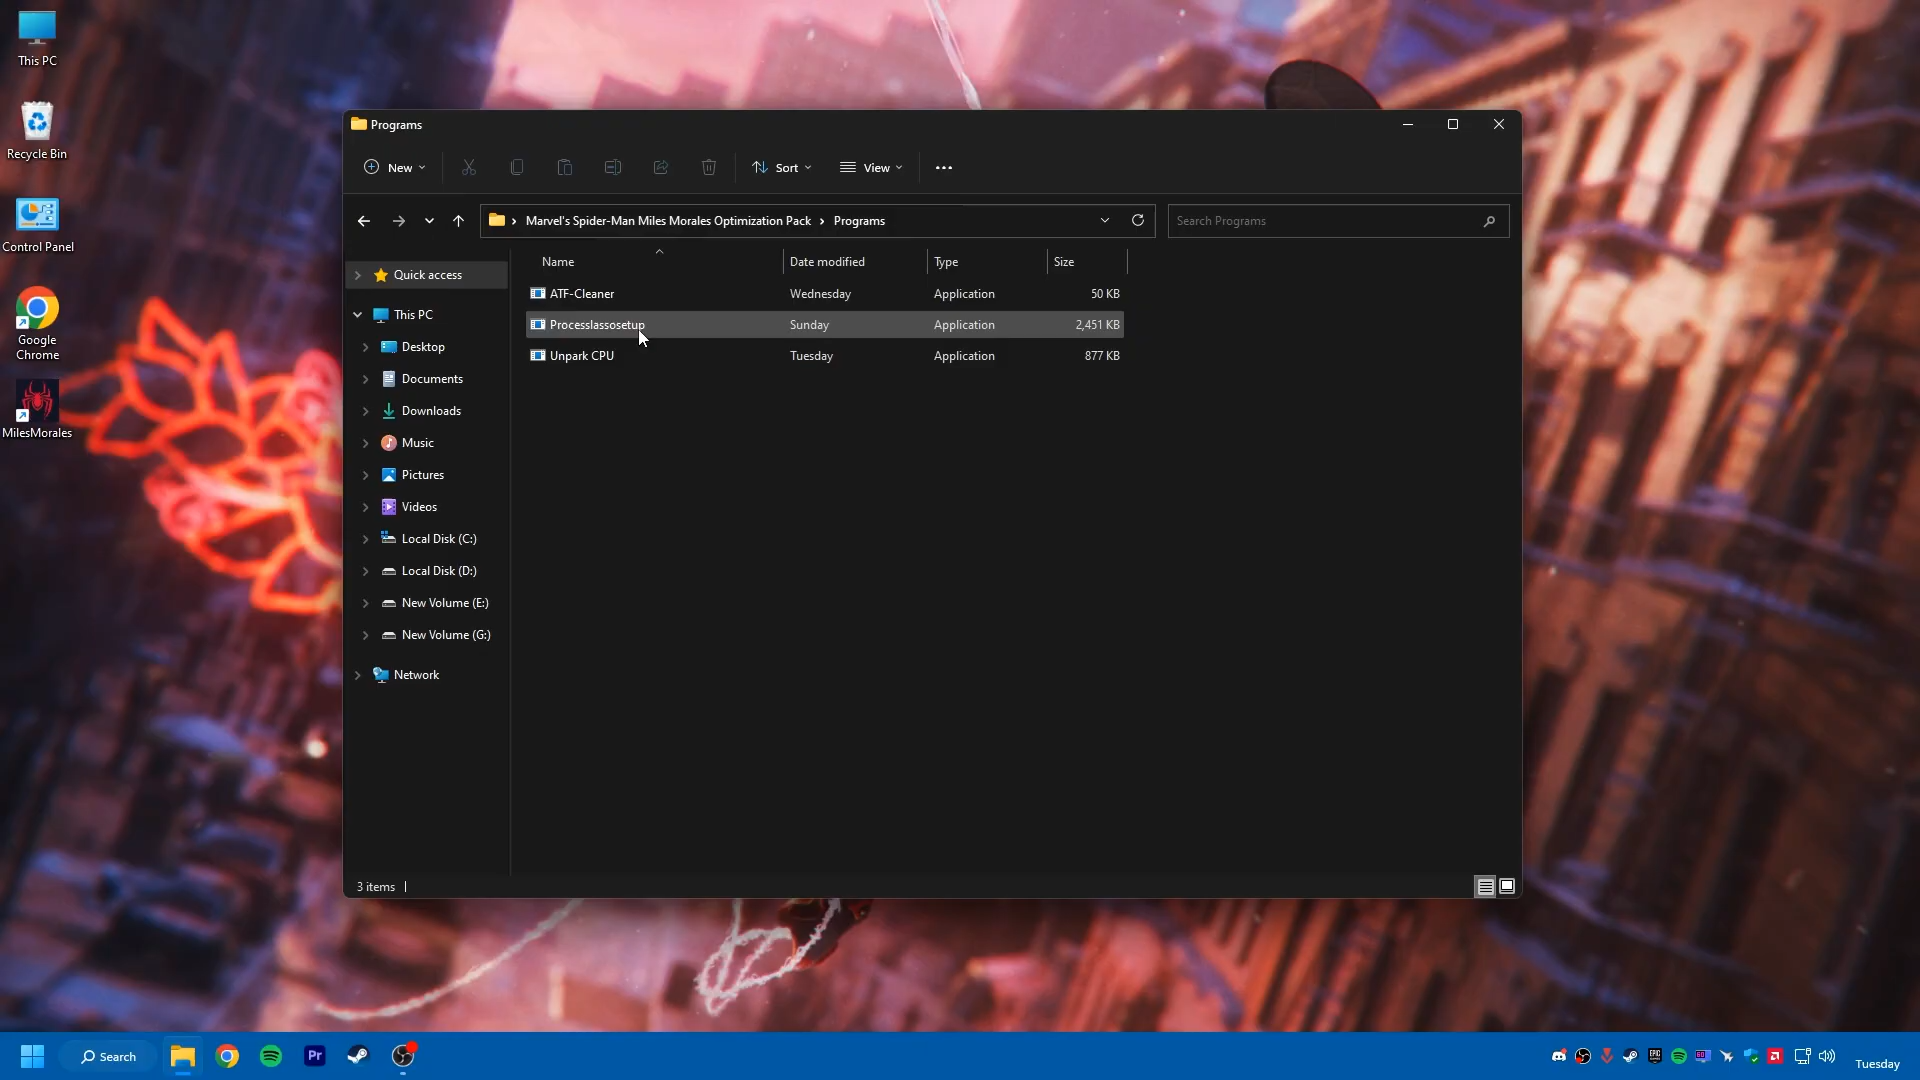 This PC
Recycle Bin
Control Panel
Google
Chrome
MilesMorales
Programs
New
Sort
View
Marvel's Spider-Man Miles Morales Optimization Pack › Programs
Search Programs
Name
Date modified
Type
Size
ATF-Cleaner Wednesday Application 50 KB
Processlassosetup Sunday Application 2,451 KB
Unpark CPU Tuesday Application 877 KB
Quick access
This PC
Desktop
Documents
Downloads
Music
Pictures
Videos
Local Disk (C:)
Local Disk (D:)
New Volume (E:)
New Volume (G:)
Network
3 items
Search
Pr
EPIC
Tuesday